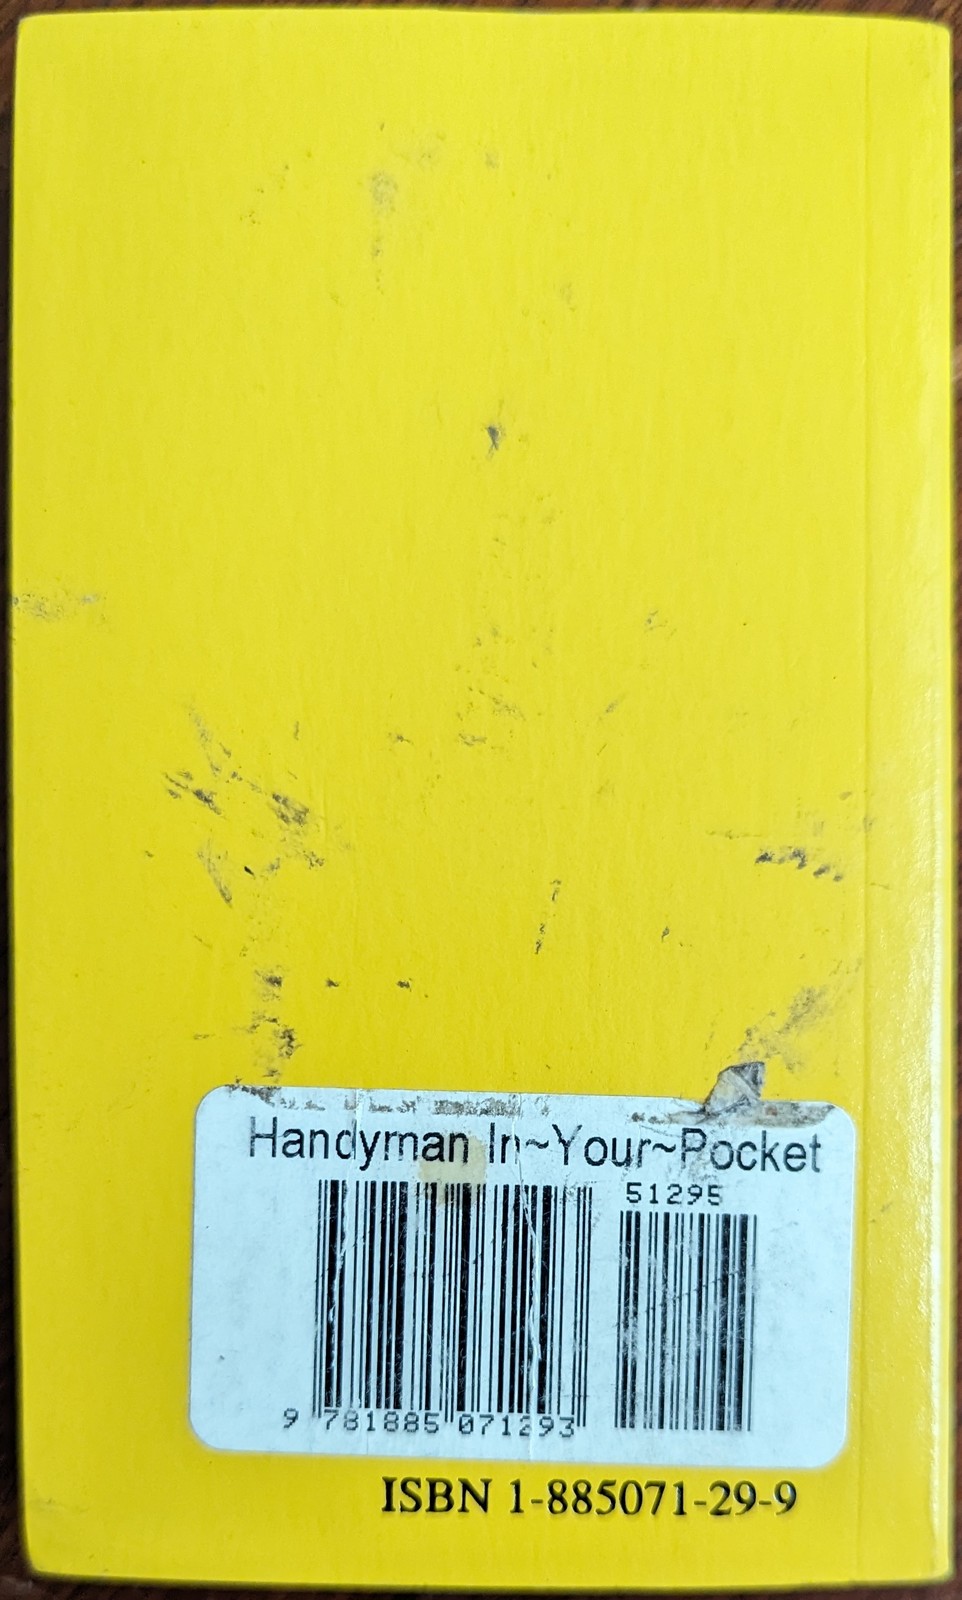 Handyman In~Your~Pocket
51295
9 781885 071293
ISBN 1-885071-29-9